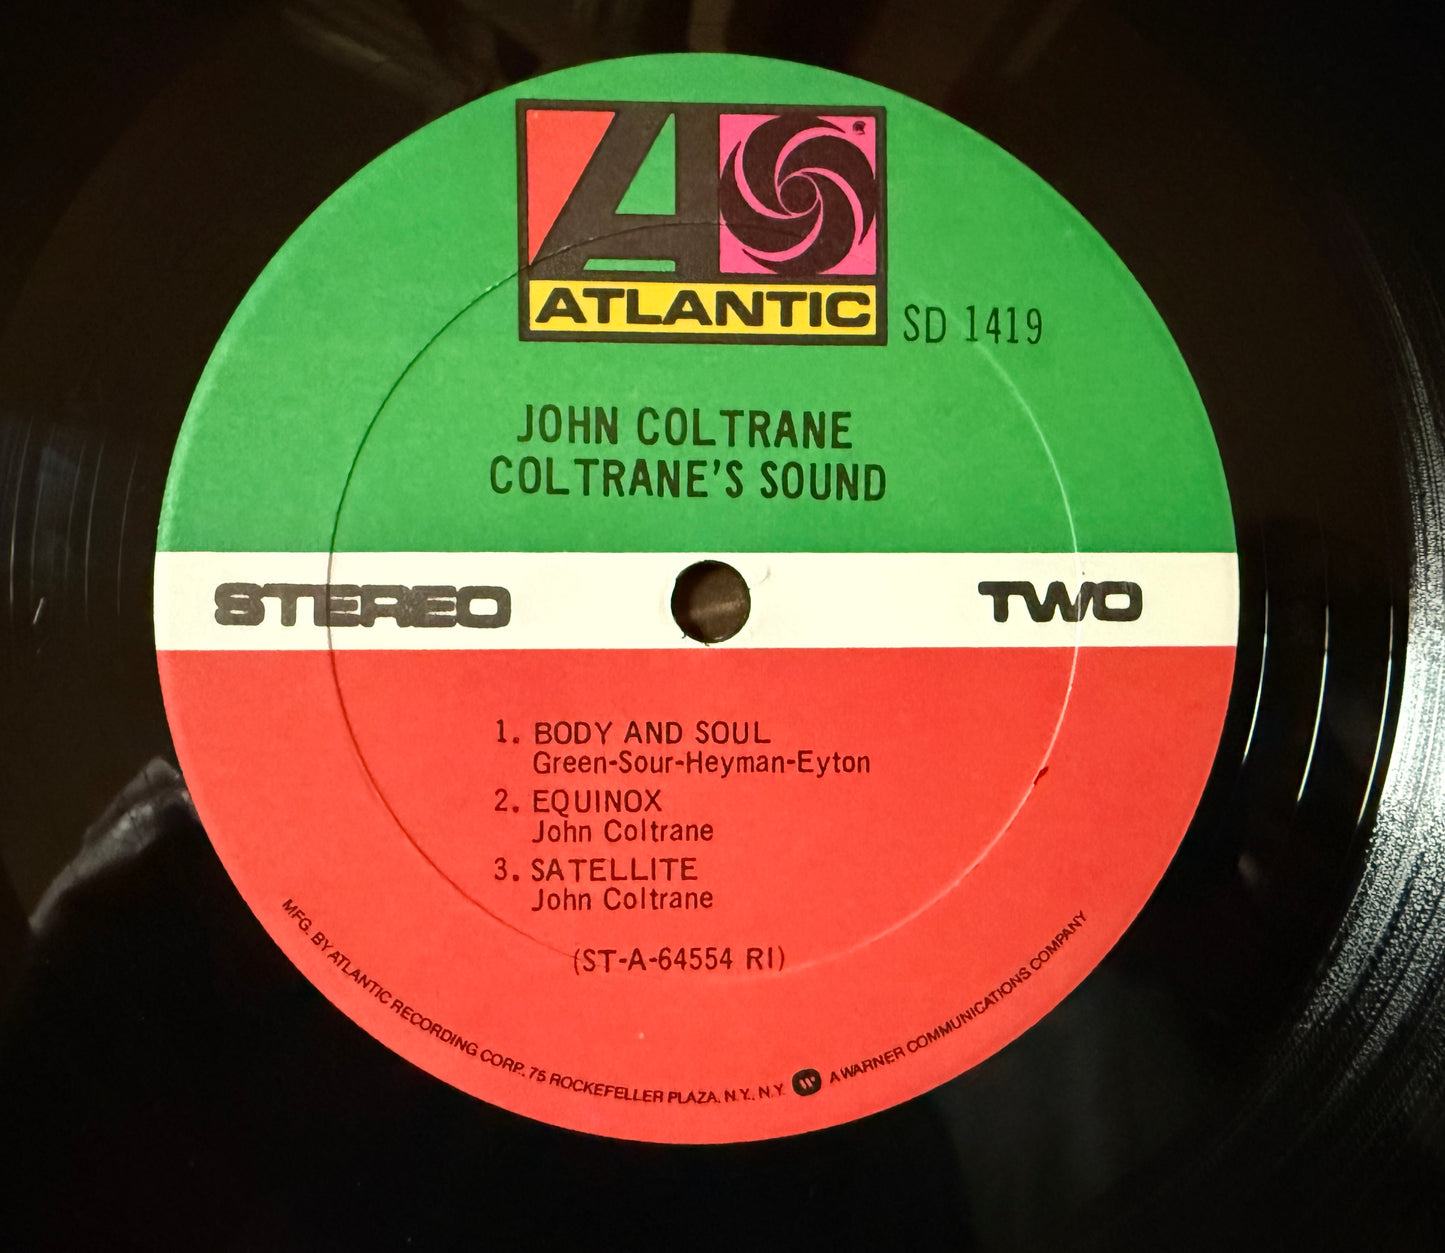 ATLANTIC
®
SD 1419
JOHN COLTRANE
COLTRANE'S SOUND
STEREO
TWO
1. BODY AND SOUL
Green-Sour-Heyman-Eyton
2. EQUINOX
John Coltrane
3. SATELLITE
John Coltrane
(ST-A-64554 RI)
MFG. BY ATLANTIC RECORDING CORP., 75 ROCKEFELLER PLAZA, N.Y., N.Y. A WARNER COMMUNICATIONS COMPANY